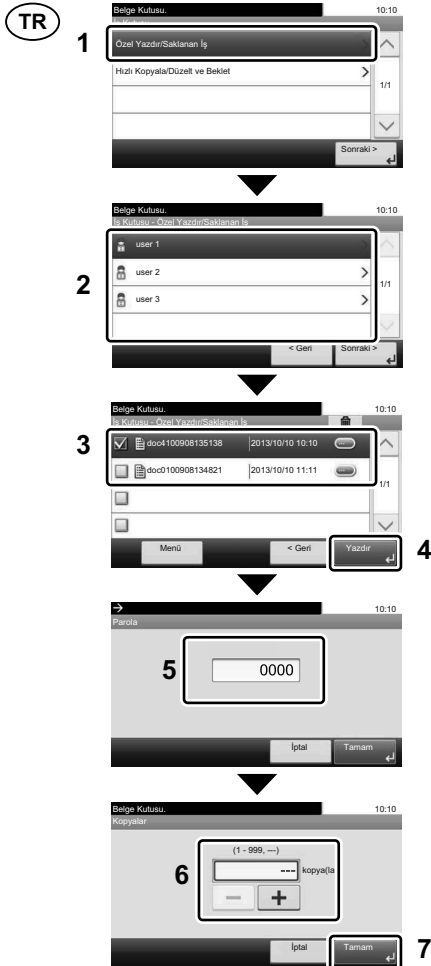 TR
Belge Kutusu. 10:10
İş Kutusu
1
Özel Yazdır/Saklanan İş
Hızlı Kopyala/Düzelt ve Beklet
1/1
Sonraki >
Belge Kutusu. 10:10
İş Kutusu - Özel Yazdır/Saklanan İş
2
user 1
user 2
user 3
1/1
< Geri Sonraki >
Belge Kutusu. 10:10
İş Kutusu - Özel Yazdır/Saklanan İş
3
doc4100908135138 2013/10/10 10:10
doc0100908134821 2013/10/10 11:11
1/1
Menü < Geri Yazdır 4
10:10
Parola
5
0000
İptal Tamam
Belge Kutusu. 10:10
Kopyalar
6
(1 - 999, ---)
--- kopya(la
İptal Tamam 7